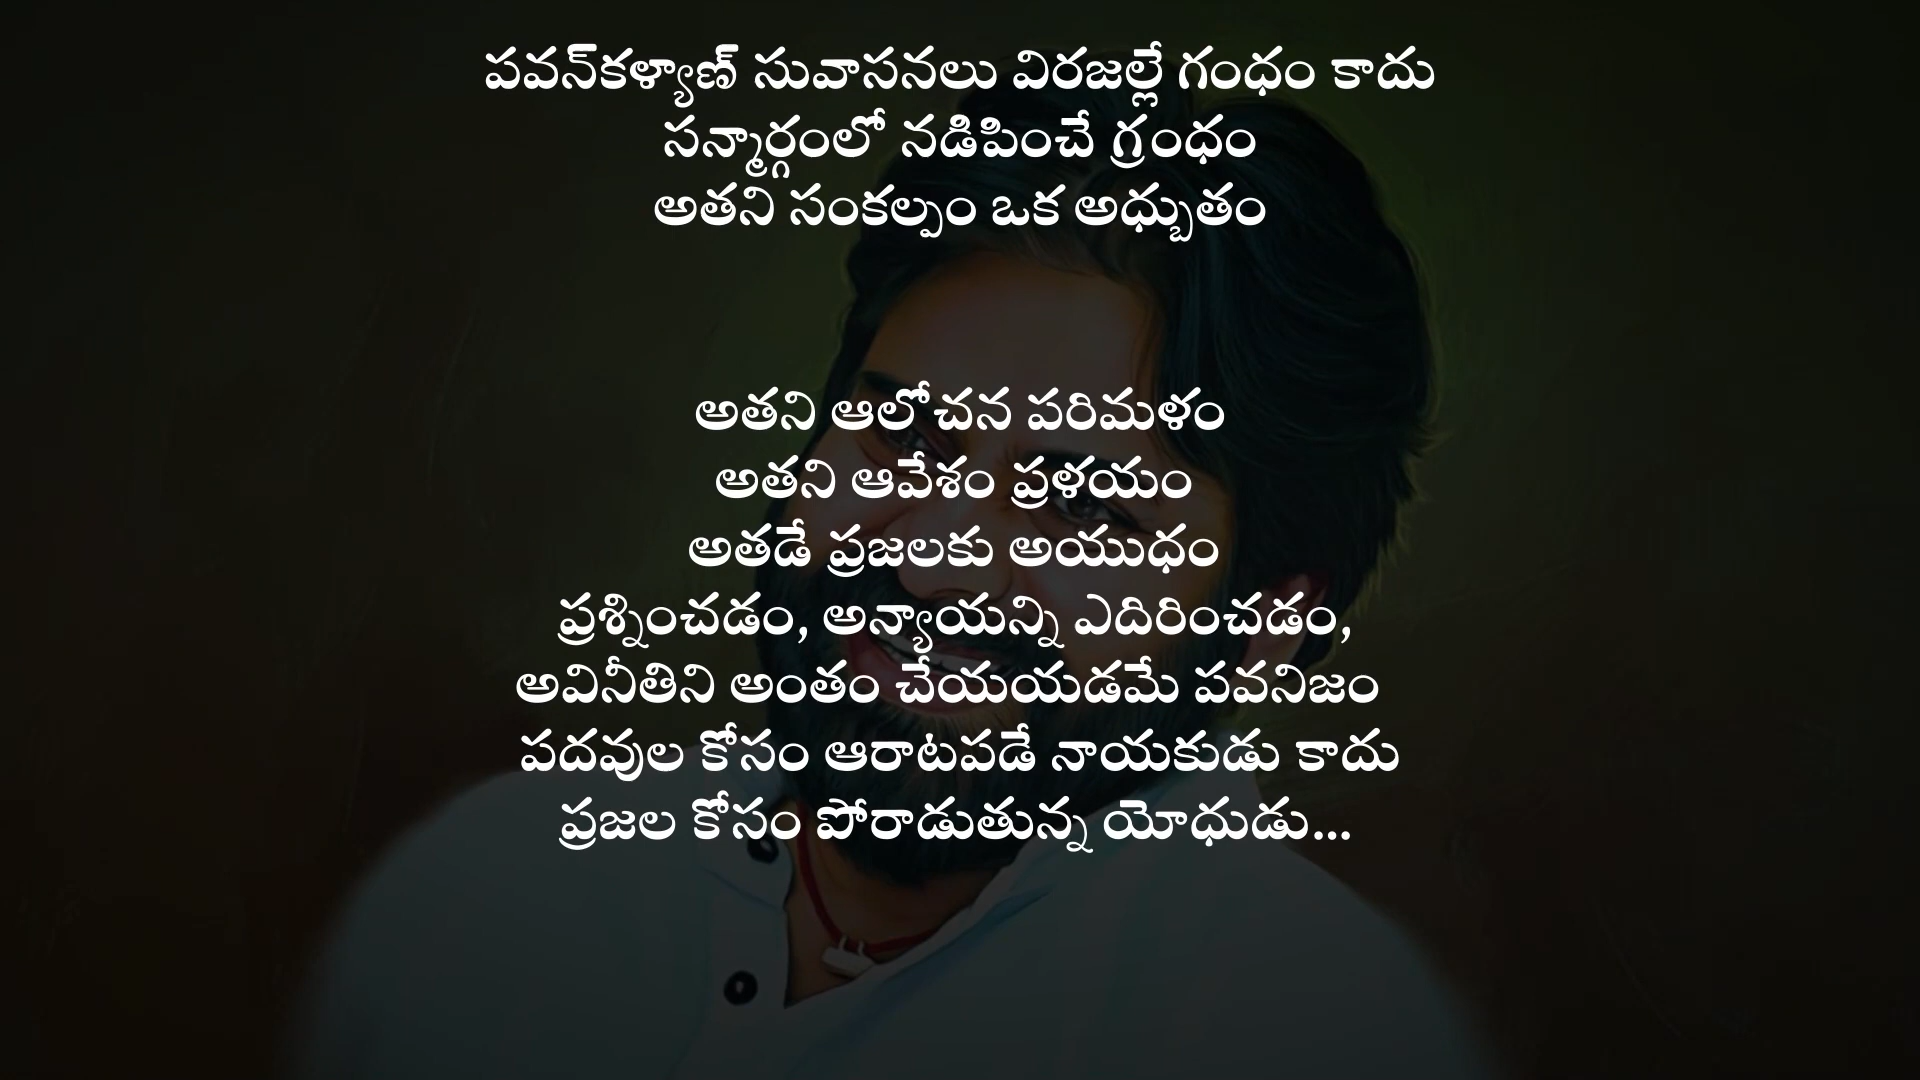 పవన్‌కళ్యాణ్ సువాసనలు విరజల్లే గంధం కాదు
సన్మార్గంలో నడిపించే గ్రంధం
అతని సంకల్పం ఒక అధ్బుతం
అతని ఆలోచన పరిమళం
అతని ఆవేశం ప్రళయం
అతడే ప్రజలకు అయుధం
ప్రశ్నించడం, అన్యాయన్ని ఎదిరించడం,
అవినీతిని అంతం చేయయడమే పవనిజం
పదవుల కోసం ఆరాటపడే నాయకుడు కాదు
ప్రజల కోసం పోరాడుతున్న యోధుడు...